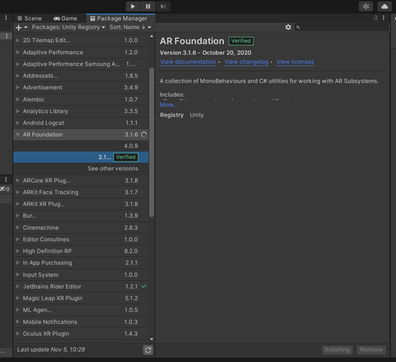 Scene Game Package Manager
Packages: Unity Registry Sort: Name ↓
2D Tilemap Edit... 1.0.0
Adaptive Performance 1.2.0
Adaptive Performance Samsung A... 1....
Addressabl... 1.8.5
Advertisement 3.4.9
Alembic 1.0.7
Analytics Library 3.3.5
Android Logcat 1.1.1
AR Foundation 3.1.6
4.0.9
3.1... Verified
See other versions
ARCore XR Plug... 3.1.8
ARKit Face Tracking 3.1.7
ARKit XR Plug... 3.1.8
Bur... 1.3.9
Cinemachine 2.6.3
Editor Coroutines 1.0.0
High Definition RP 8.2.0
In App Purchasing 2.1.1
Input System 1.0.0
JetBrains Rider Editor 1.2.1
Magic Leap XR Plugin 5.1.2
ML Agen... 1.0.5
Mobile Notifications 1.0.3
Oculus XR Plugin 1.4.3
Last update Nov 5, 10:29
AR Foundation Verified
Version 3.1.6 - October 20, 2020
View documentation • View changelog • View licenses
A collection of MonoBehaviours and C# utilities for working with AR Subsystems.
Includes:
More...
Registry Unity
Installing Remove